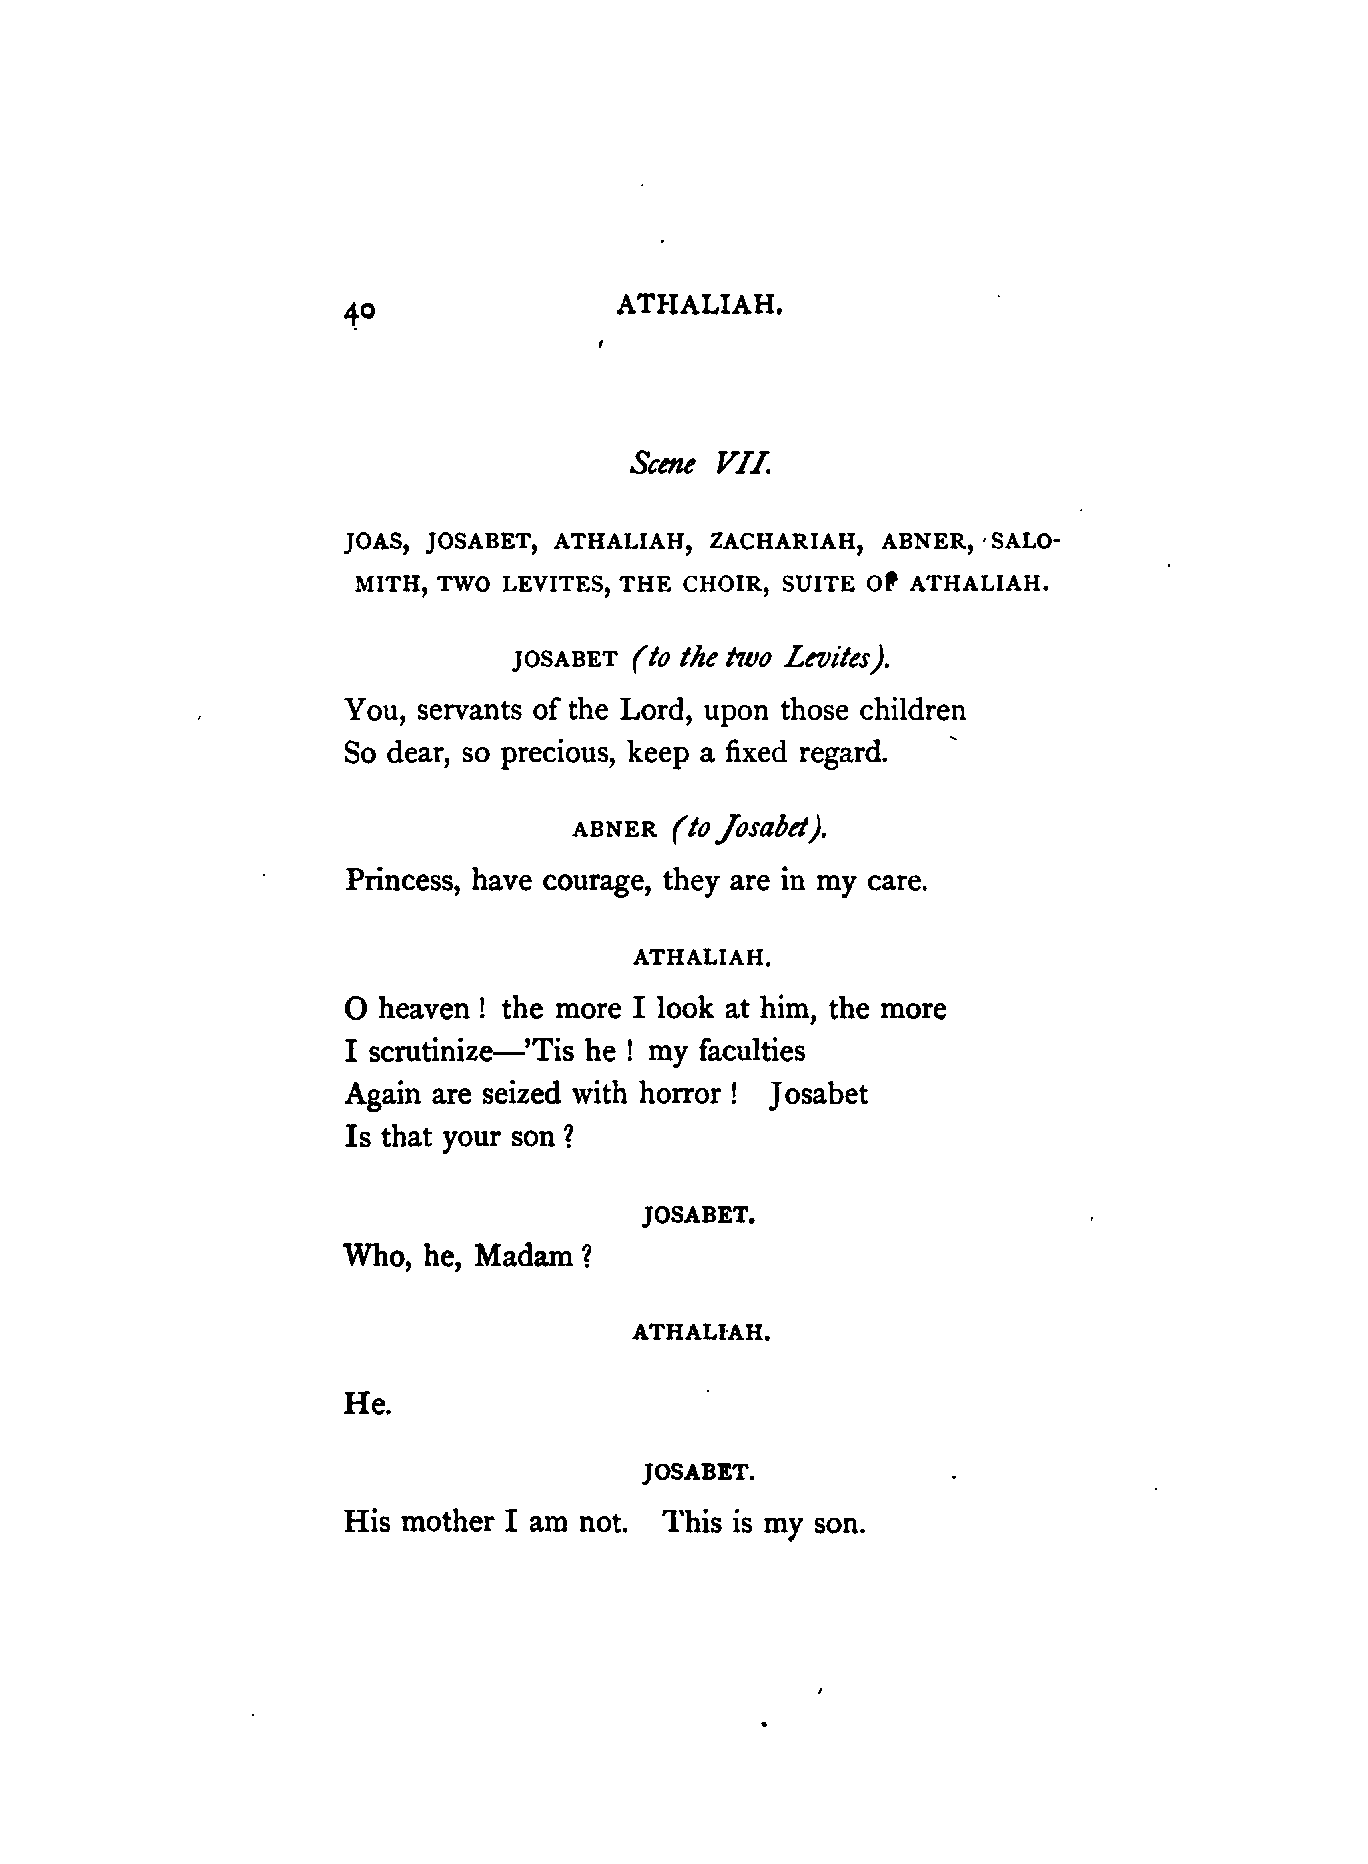 40 ATHALIAH.
Scene VII.
JOAS, JOSABET, ATHALIAH, ZACHARIAH, ABNER, SALO-
MITH, TWO LEVITES, THE CHOIR, SUITE OF ATHALIAH.
JOSABET (to the two Levites).
You, servants of the Lord, upon those children
So dear, so precious, keep a fixed regard.
ABNER (to Josabet).
Princess, have courage, they are in my care.
ATHALIAH.
O heaven ! the more I look at him, the more
I scrutinize—'Tis he ! my faculties
Again are seized with horror ! Josabet
Is that your son ?
JOSABET.
Who, he, Madam ?
ATHALIAH.
He.
JOSABET.
His mother I am not. This is my son.